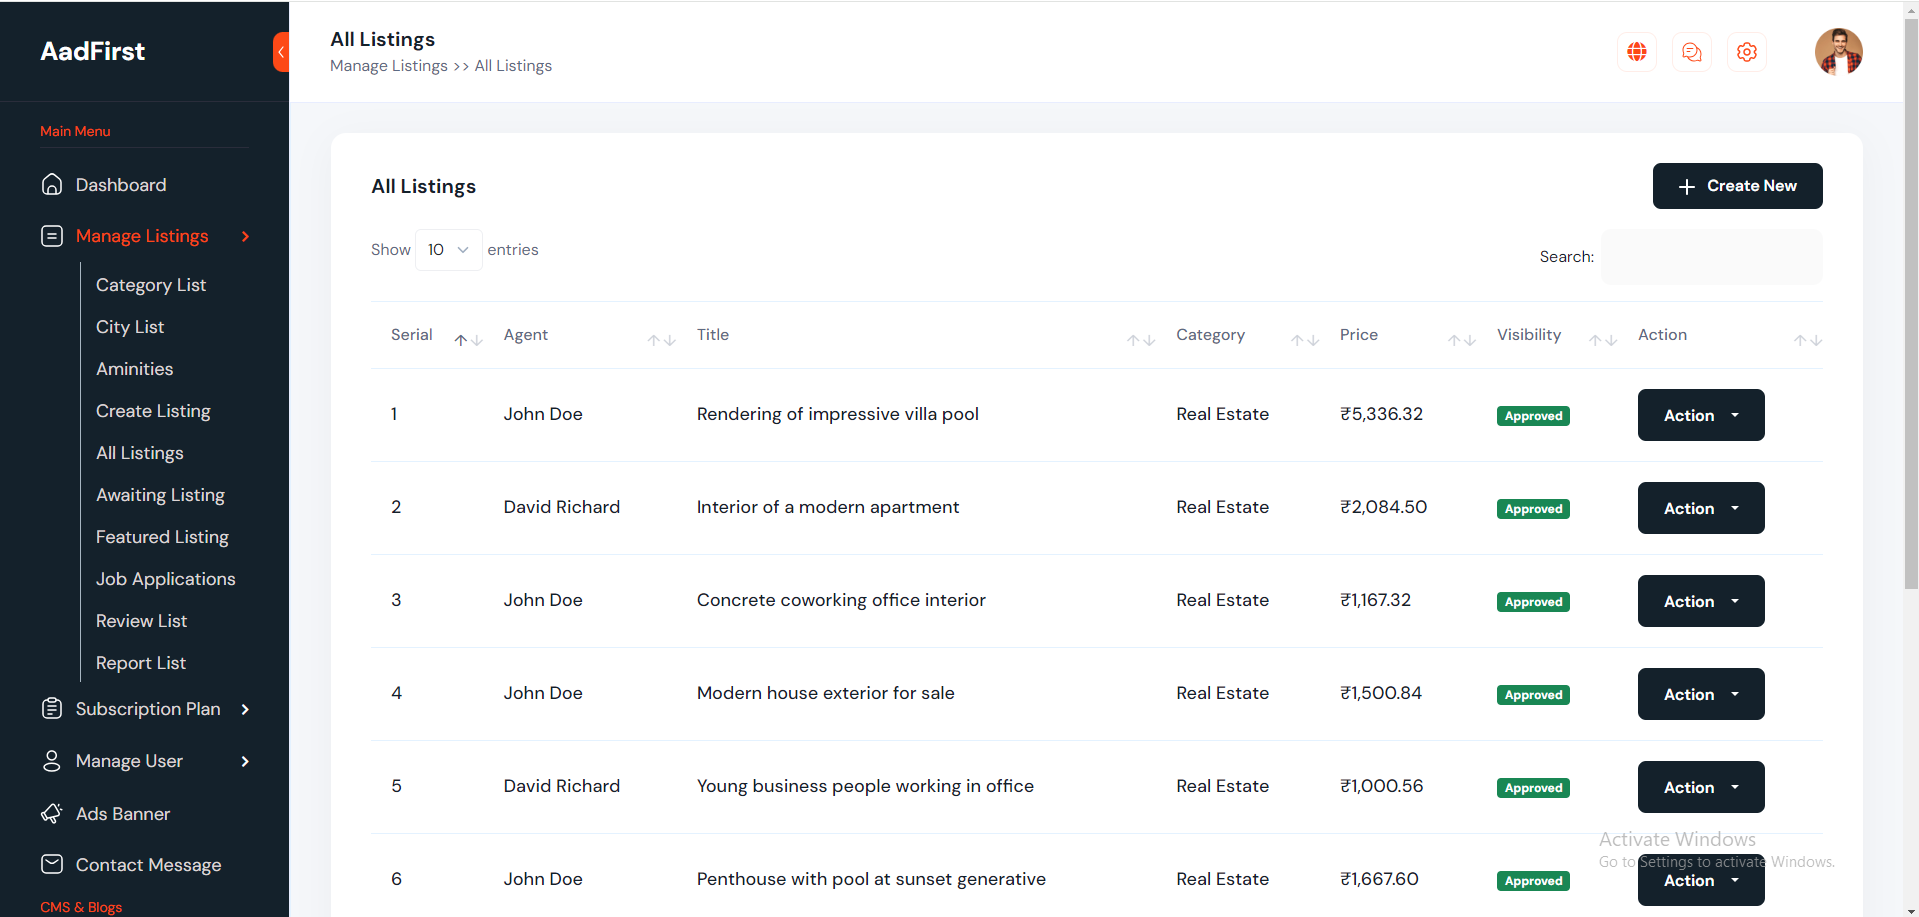 AadFirst
Main Menu
Dashboard
Manage Listings
Category List
City List
Aminities
Create Listing
All Listings
Awaiting Listing
Featured Listing
Job Applications
Review List
Report List
Subscription Plan
Manage User
Ads Banner
Contact Message
CMS & Blogs
All Listings
Manage Listings >> All Listings
All Listings
Create New
Show 10 entries
Search:
Serial Agent Title Category Price Visibility Action
1 John Doe Rendering of impressive villa pool Real Estate ₹5,336.32 Approved Action
2 David Richard Interior of a modern apartment Real Estate ₹2,084.50 Approved Action
3 John Doe Concrete coworking office interior Real Estate ₹1,167.32 Approved Action
4 John Doe Modern house exterior for sale Real Estate ₹1,500.84 Approved Action
5 David Richard Young business people working in office Real Estate ₹1,000.56 Approved Action
6 John Doe Penthouse with pool at sunset generative Real Estate ₹1,667.60 Approved Action
Activate Windows
Go to Settings to activate Windows.